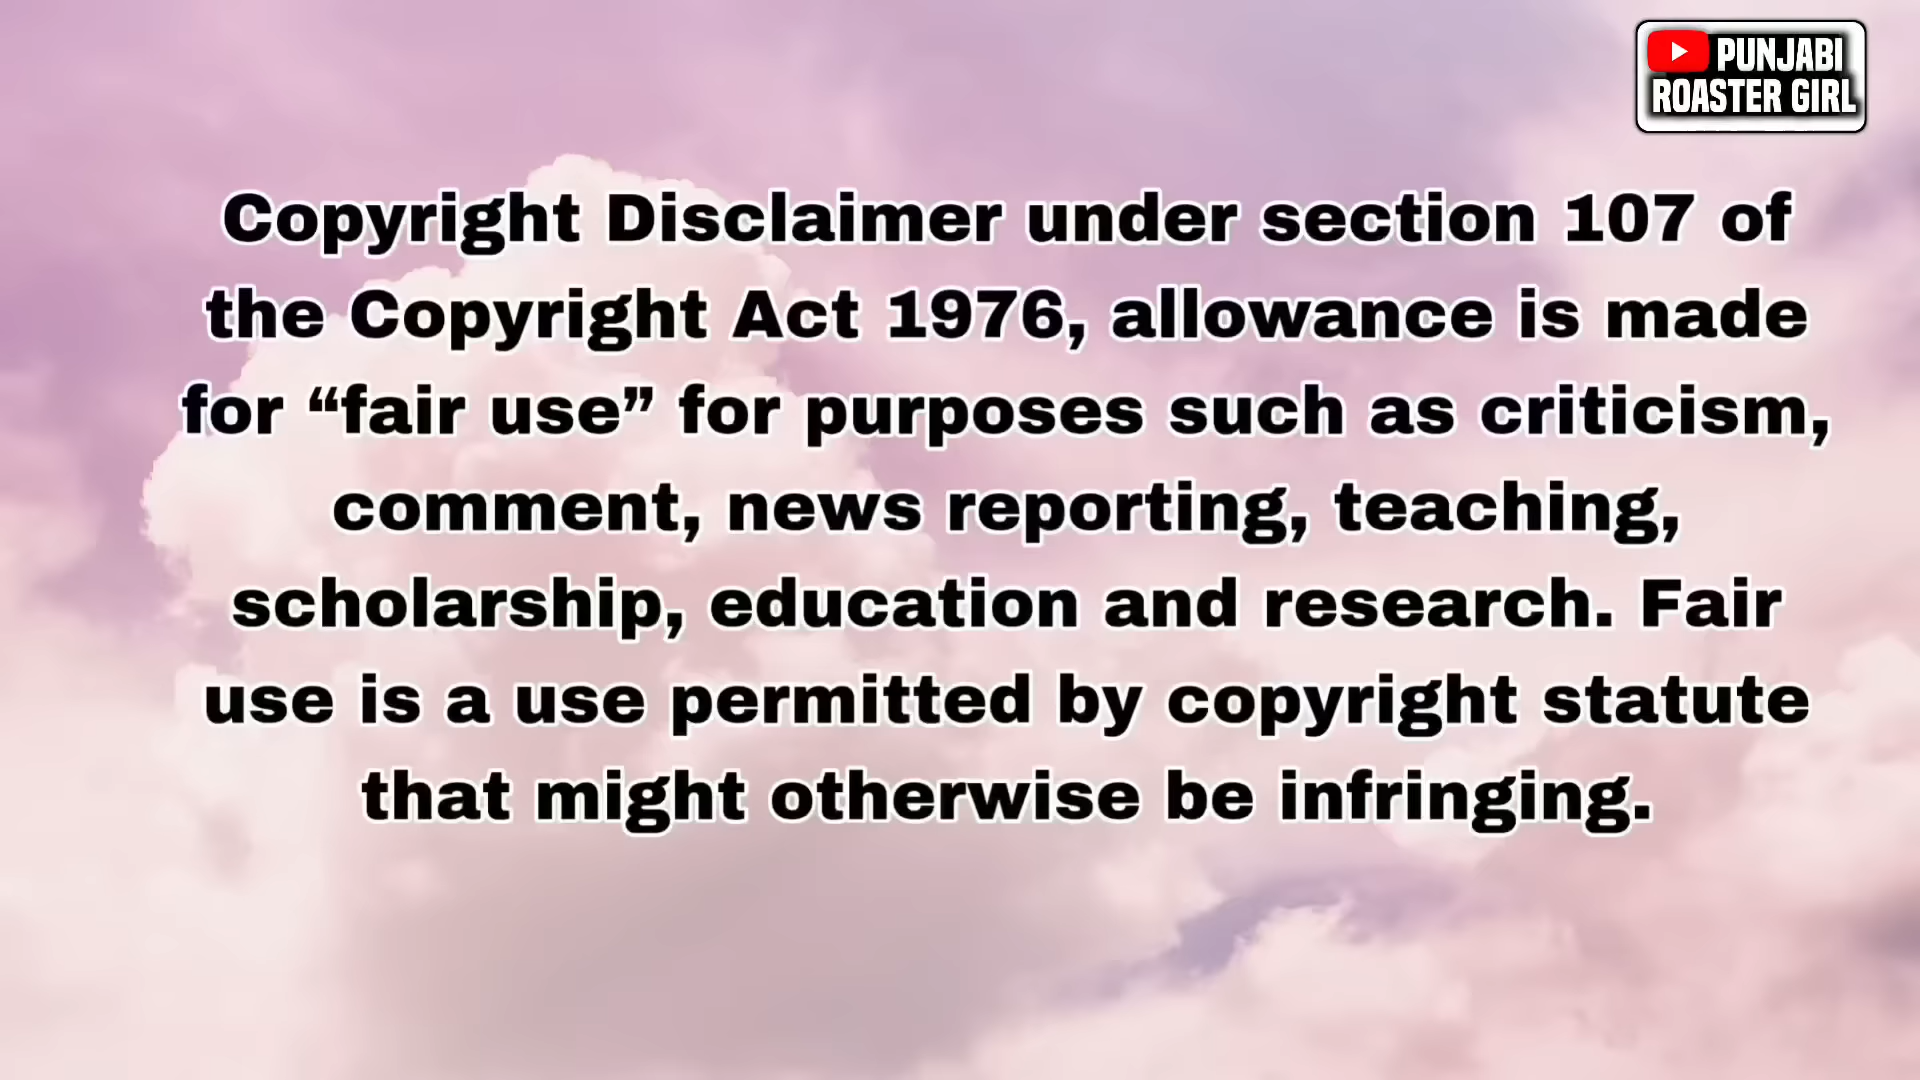 PUNJABI
ROASTER GIRL
Copyright Disclaimer under section 107 of
the Copyright Act 1976, allowance is made
for “fair use” for purposes such as criticism,
comment, news reporting, teaching,
scholarship, education and research. Fair
use is a use permitted by copyright statute
that might otherwise be infringing.